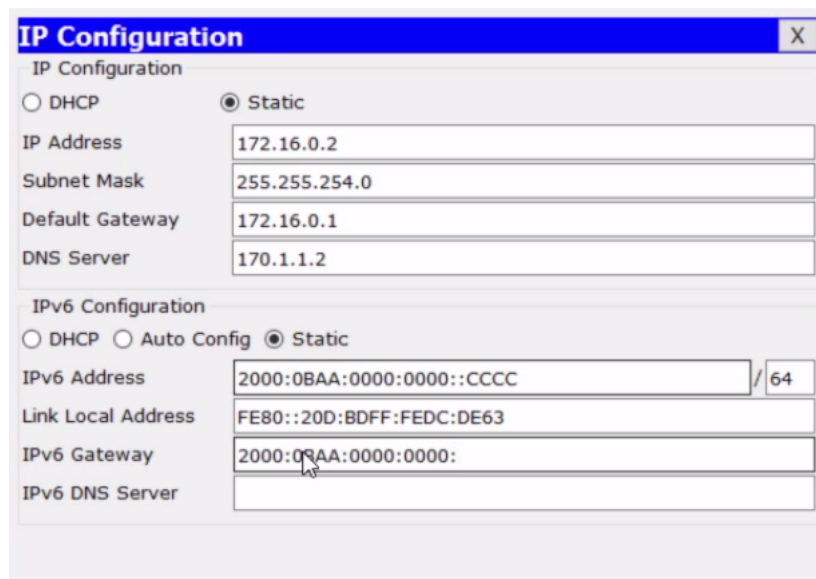 IP Configuration X
IP Configuration
DHCP Static
IP Address 172.16.0.2
Subnet Mask 255.255.254.0
Default Gateway 172.16.0.1
DNS Server 170.1.1.2
IPv6 Configuration
DHCP Auto Config Static
IPv6 Address 2000:0BAA:0000:0000::CCCC / 64
Link Local Address FE80::20D:BDFF:FEDC:DE63
IPv6 Gateway 2000:0BAA:0000:0000:
IPv6 DNS Server